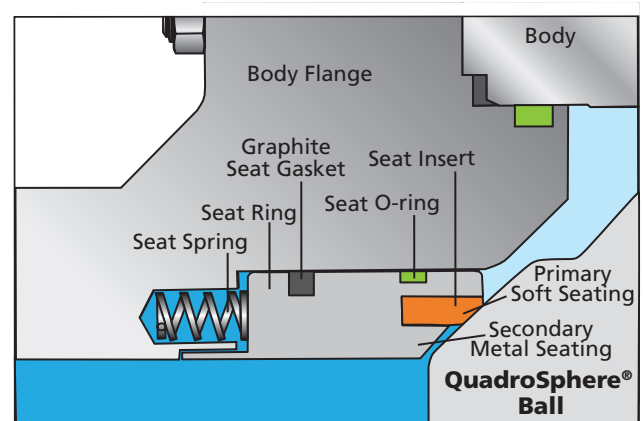 Body
Body Flange
Graphite
Seat Gasket
Seat Insert
Seat O-ring
Seat Ring
Seat Spring
Primary
Soft Seating
Secondary
Metal Seating
QuadroSphere®
Ball